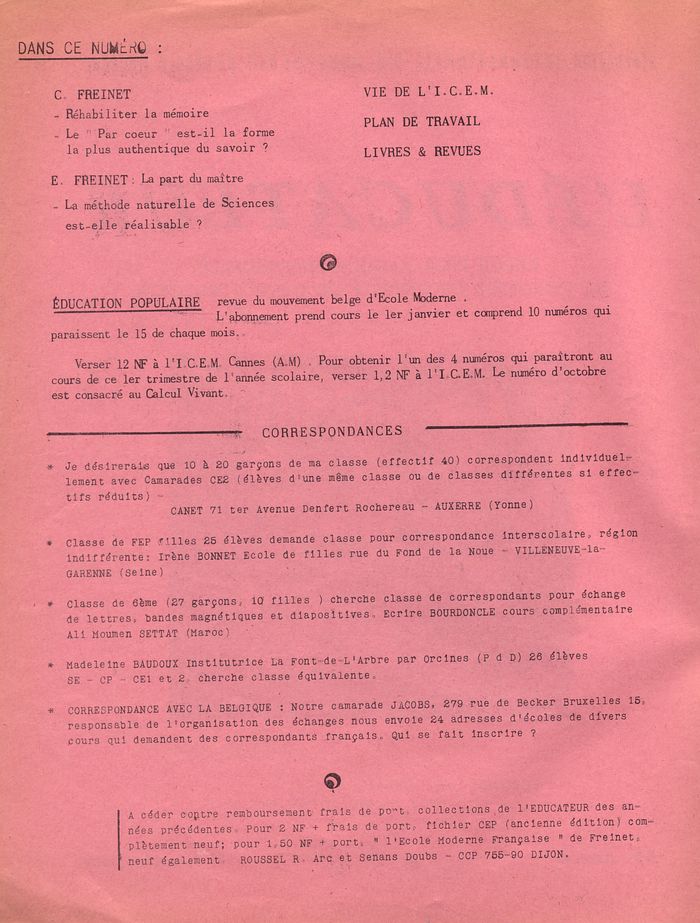 DANS CE NUMÉRO :
C. FREINET
- Réhabiliter la mémoire
- Le " Par coeur " est-il la forme
la plus authentique du savoir ?
E. FREINET : La part du maître
- La méthode naturelle de Sciences
est-elle réalisable ?
VIE DE L'I.C.E.M.
PLAN DE TRAVAIL
LIVRES & REVUES
ÉDUCATION POPULAIRE revue du mouvement belge d'Ecole Moderne .
L'abonnement prend cours le 1er janvier et comprend 10 numéros qui
paraissent le 15 de chaque mois.
Verser 12 NF à l'I.C.E.M. Cannes (A.M) . Pour obtenir l'un des 4 numéros qui paraîtront au
cours de ce 1er trimestre de l'année scolaire, verser 1,2 NF à l'I.C.E.M. Le numéro d'octobre
est consacré au Calcul Vivant.
CORRESPONDANCES
* Je désirerais que 10 à 20 garçons de ma classe (effectif 40) correspondent individuel-
lement avec Camarades CE2 (élèves d'une même classe ou de classes différentes si effec-
tifs réduits) -
CANET 71 ter Avenue Denfert Rochereau - AUXERRE (Yonne)
* Classe de FEP filles 25 élèves demande classe pour correspondance interscolaire, région
indifférente: Irène BONNET Ecole de filles rue du Fond de la Noue - VILLENEUVE-la-
GARENNE (Seine)
* Classe de 6ème (27 garçons, 10 filles ) cherche classe de correspondants pour échange
de lettres, bandes magnétiques et diapositives. Ecrire BOURDONCLE cours complémentaire
Ali Moumen SETTAT (Maroc)
* Madeleine BAUDOUX Institutrice La Font-de-L'Arbre par Orcines (P d D) 26 élèves
SE - CP - CE1 et 2 cherche classe équivalente.
* CORRESPONDANCE AVEC LA BELGIQUE : Notre camarade JACOBS, 279 rue de Becker Bruxelles 15,
responsable de l'organisation des échanges nous envoie 24 adresses d'écoles de divers
cours qui demandent des correspondants français. Qui se fait inscrire ?
A céder contre remboursement frais de port, collections de l'EDUCATEUR des an-
nées précédentes. Pour 2 NF + frais de port, fichier CEP (ancienne édition) com-
plètement neuf; pour 1,50 NF + port, " l'Ecole Moderne Française " de Freinet,
neuf également. ROUSSEL R. Arc et Senans Doubs - CCP 755-90 DIJON.